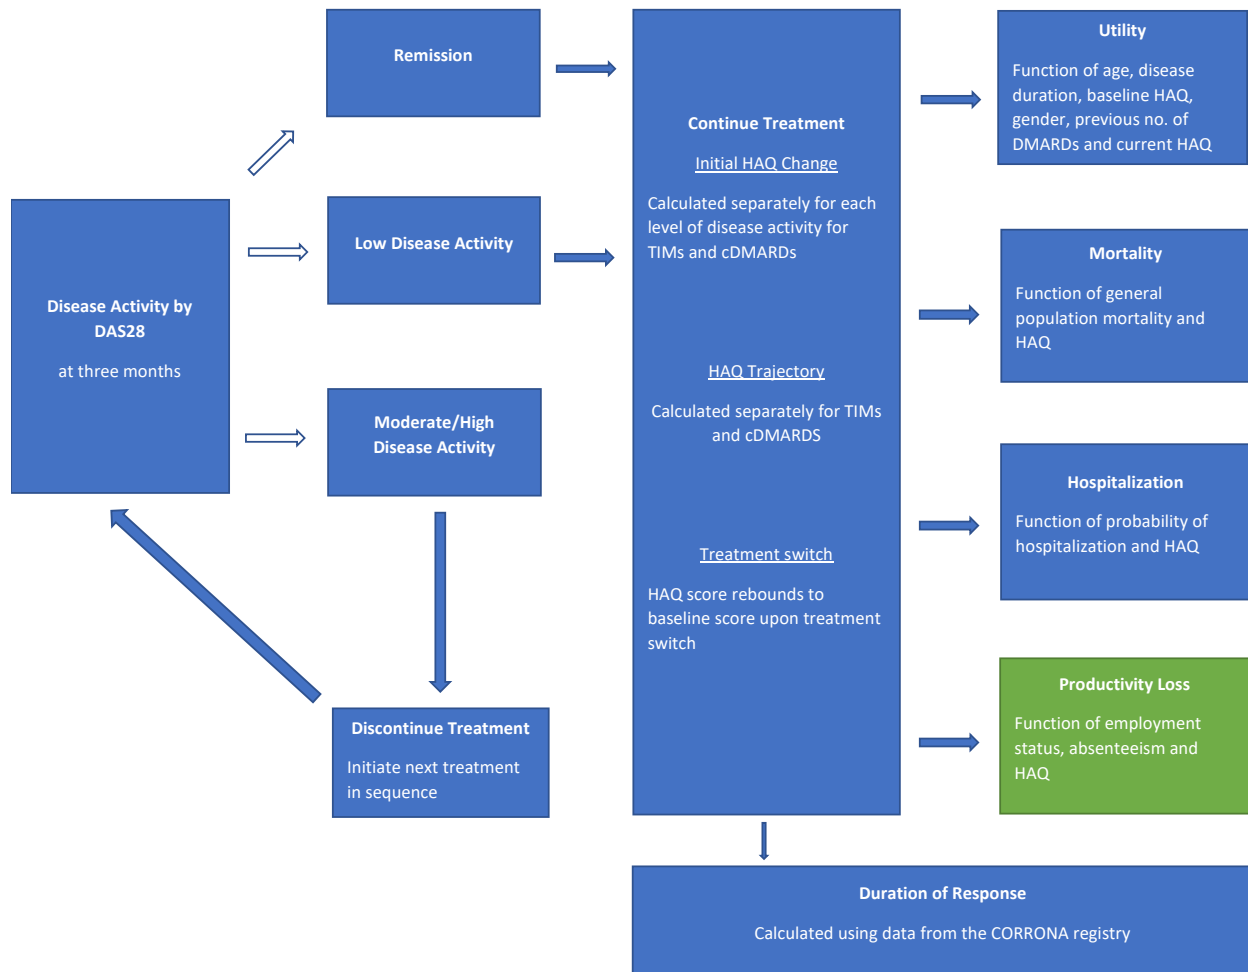 Disease Activity by
DAS28
at three months
Remission
Low Disease Activity
Moderate/High
Disease Activity
Discontinue Treatment
Initiate next treatment
in sequence
Continue Treatment
Initial HAQ Change
Calculated separately for each
level of disease activity for
TIMs and cDMARDs
HAQ Trajectory
Calculated separately for TIMs
and cDMARDS
Treatment switch
HAQ score rebounds to
baseline score upon treatment
switch
Utility
Function of age, disease
duration, baseline HAQ,
gender, previous no. of
DMARDs and current HAQ
Mortality
Function of general
population mortality and
HAQ
Hospitalization
Function of probability of
hospitalization and HAQ
Productivity Loss
Function of employment
status, absenteeism and
HAQ
Duration of Response
Calculated using data from the CORRONA registry